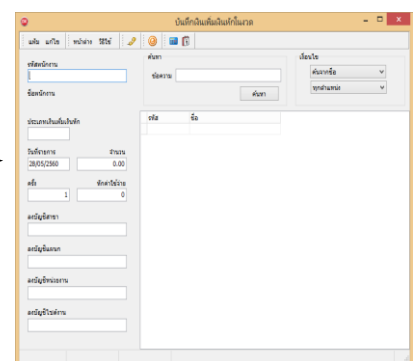 บันทึกเงินเพิ่มเงินหักในงวด
แฟ้ม แก้ไข หน้าต่าง วิธีใช้
รหัสพนักงาน
ชื่อพนักงาน
ประเภทเงินเพิ่มเงินหัก
วันที่รายการ จำนวน
28/05/2560 0.00
ครั้ง หักค่าใช้จ่าย
1 0
ลงบัญชีสาขา
ลงบัญชีแผนก
ลงบัญชีหน่วยงาน
ลงบัญชีไซต์งาน
ค้นหา
ข้อความ
ค้นหา
เงื่อนไข
ค้นจากชื่อ
ทุกตำแหน่ง
รหัส ชื่อ